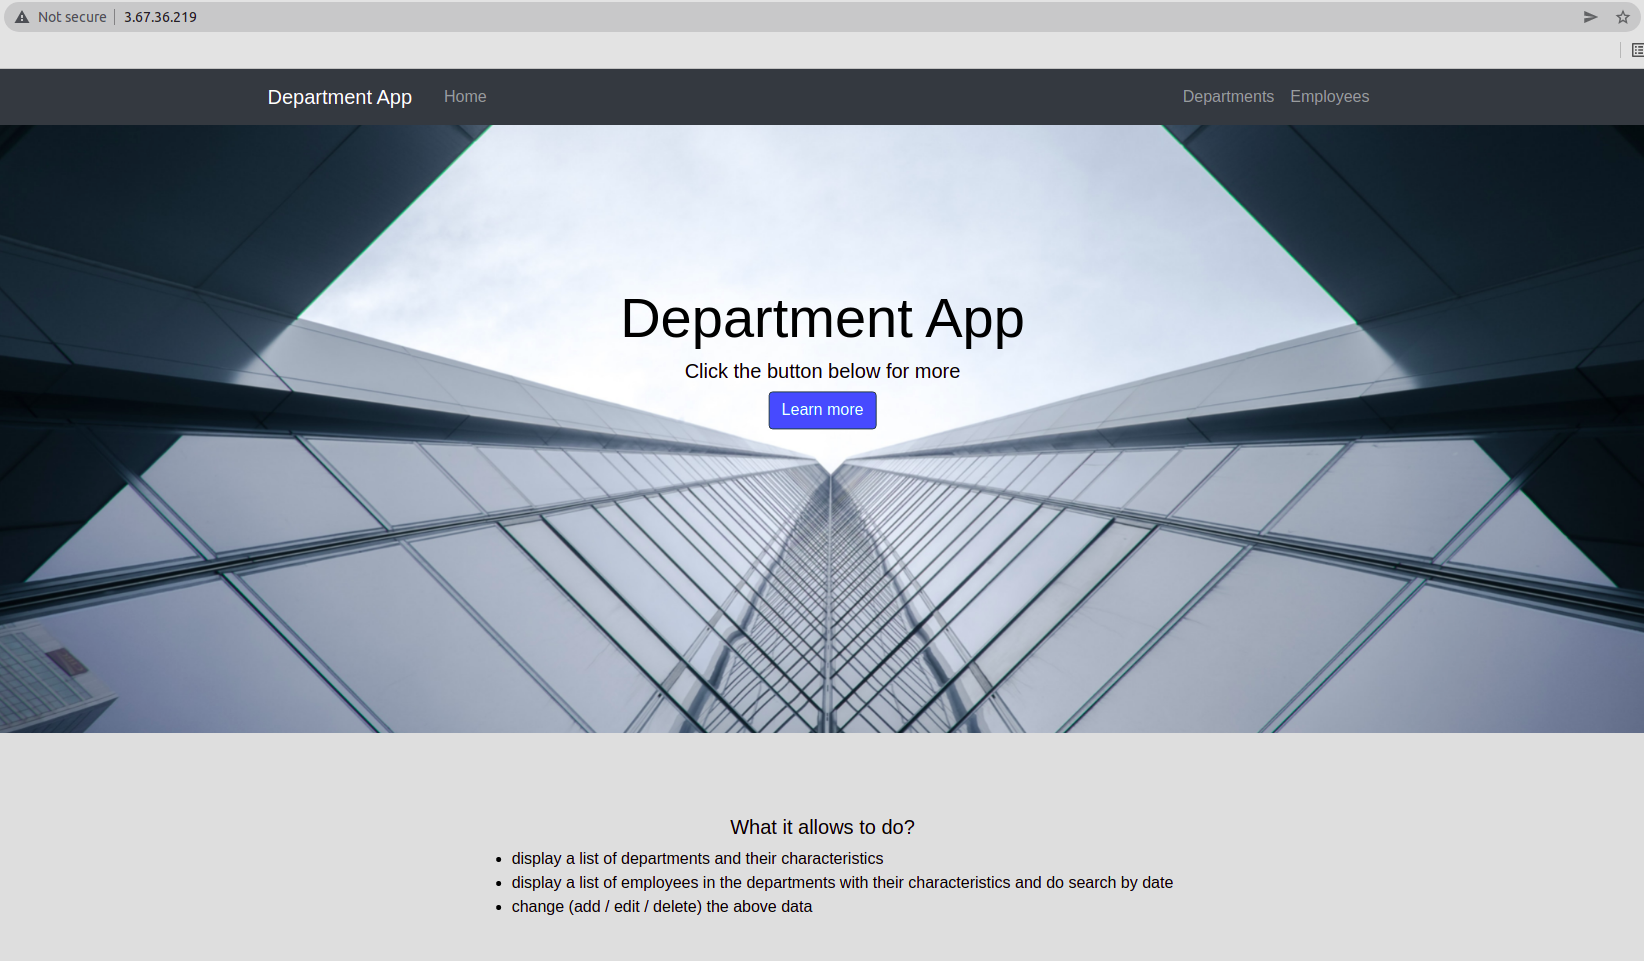 Not secure 3.67.36.219
Department App Home Departments Employees
Department App
Click the button below for more
Learn more
What it allows to do?
display a list of departments and their characteristics
display a list of employees in the departments with their characteristics and do search by date
change (add / edit / delete) the above data